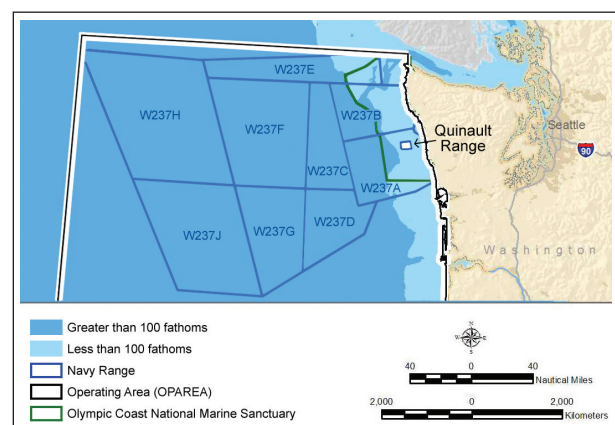 W237E
W237H
W237B
W237F
Quinault
Range
Seattle
90
W237C
W237A
W237J
W237G
W237D
Washington
Greater than 100 fathoms
Less than 100 fathoms
Navy Range
Operating Area (OPAREA)
Olympic Coast National Marine Sanctuary
N
W E
S
40 0 40
Nautical Miles
2,000 0 2,000
Kilometers